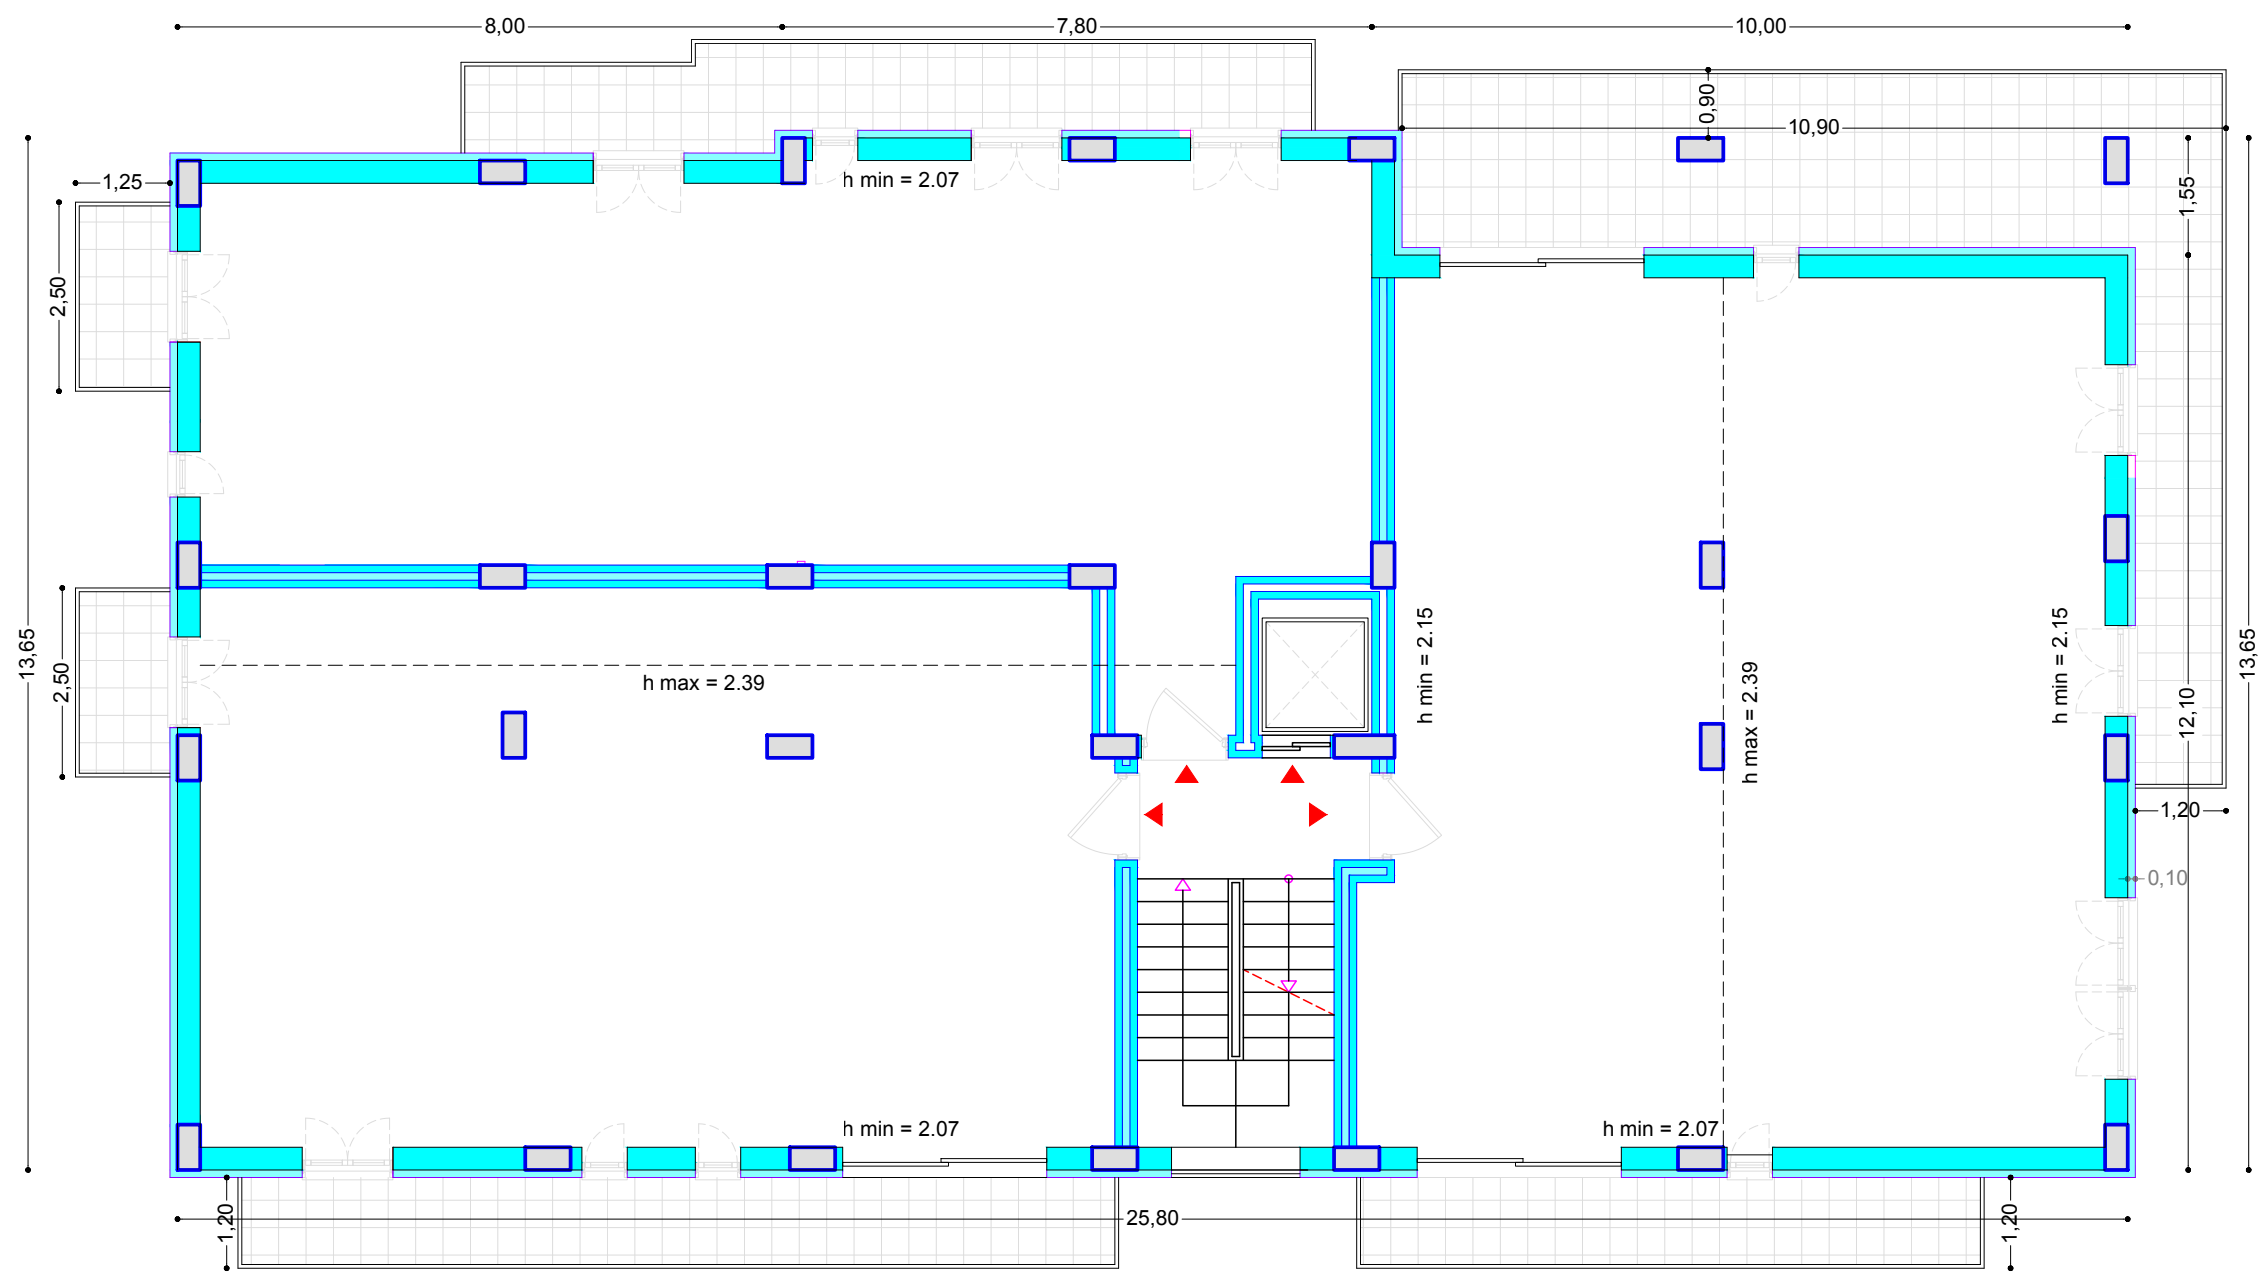 8,00
7,80
10,00
0,90
10,90
1,25
h min = 2.07
1,55
2,50
13,65
2,50
h max = 2.39
h min = 2.15
h max = 2.39
h min = 2.15
13,65
12,10
1,20
0,10
h min = 2.07
h min = 2.07
1,20
25,80
1,20